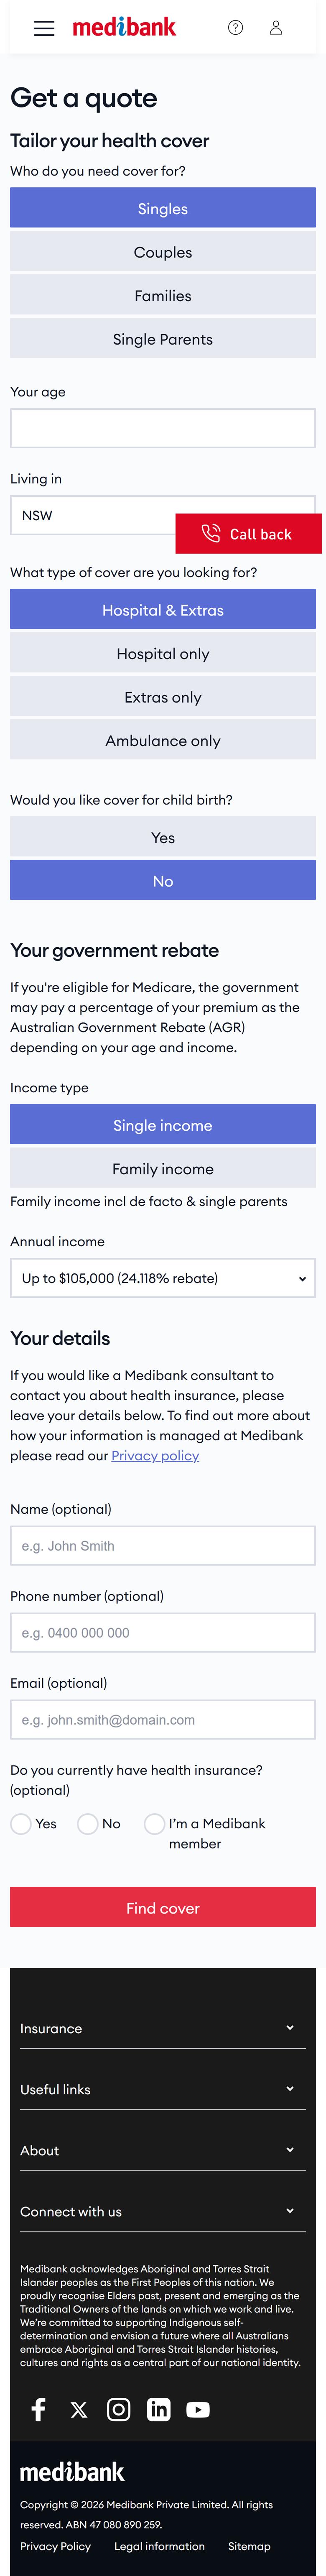 medibank
Get a quote
Tailor your health cover
Who do you need cover for?
Singles
Couples
Families
Single Parents
Your age
Living in
NSW
Call back
What type of cover are you looking for?
Hospital & Extras
Hospital only
Extras only
Ambulance only
Would you like cover for child birth?
Yes
No
Your government rebate
If you're eligible for Medicare, the government
may pay a percentage of your premium as the
Australian Government Rebate (AGR)
depending on your age and income.
Income type
Single income
Family income
Family income incl de facto & single parents
Annual income
Up to $105,000 (24.118% rebate)
Your details
If you would like a Medibank consultant to
contact you about health insurance, please
leave your details below. To find out more about
how your information is managed at Medibank
please read our Privacy policy
Name (optional)
e.g. John Smith
Phone number (optional)
e.g. 0400 000 000
Email (optional)
e.g. john.smith@domain.com
Do you currently have health insurance?
(optional)
Yes No I'm a Medibank
member
Find cover
Insurance
Useful links
About
Connect with us
Medibank acknowledges Aboriginal and Torres Strait
Islander peoples as the First Peoples of this nation. We
proudly recognise Elders past, present and emerging as the
Traditional Owners of the lands on which we work and live.
We're committed to supporting Indigenous self-
determination and envision a future where all Australians
embrace Aboriginal and Torres Strait Islander histories,
cultures and rights as a central part of our national identity.
medibank
Copyright © 2026 Medibank Private Limited. All rights
reserved. ABN 47 080 890 259.
Privacy Policy Legal information Sitemap